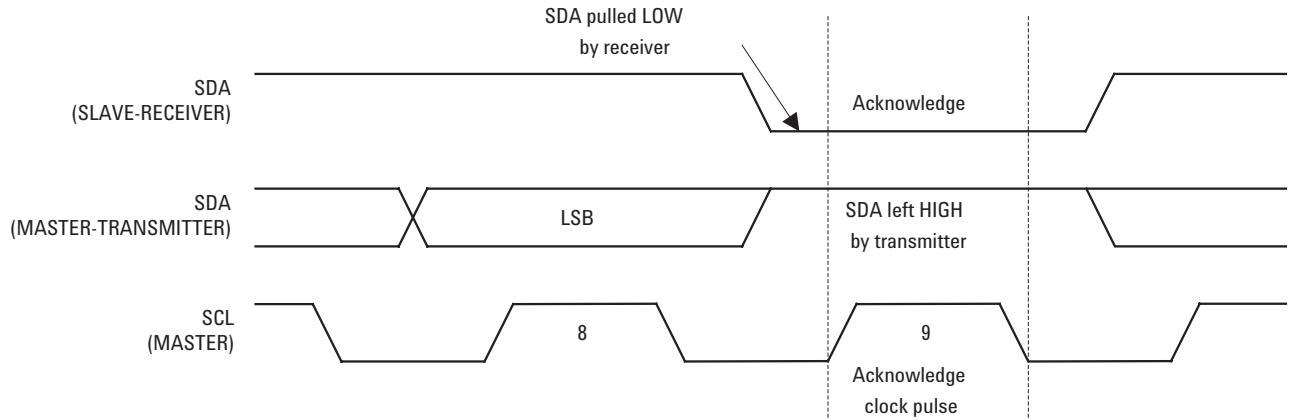 SDA pulled LOW
by receiver
SDA
(SLAVE-RECEIVER)
Acknowledge
SDA
(MASTER-TRANSMITTER)
LSB
SDA left HIGH
by transmitter
SCL
(MASTER)
8
9
Acknowledge
clock pulse